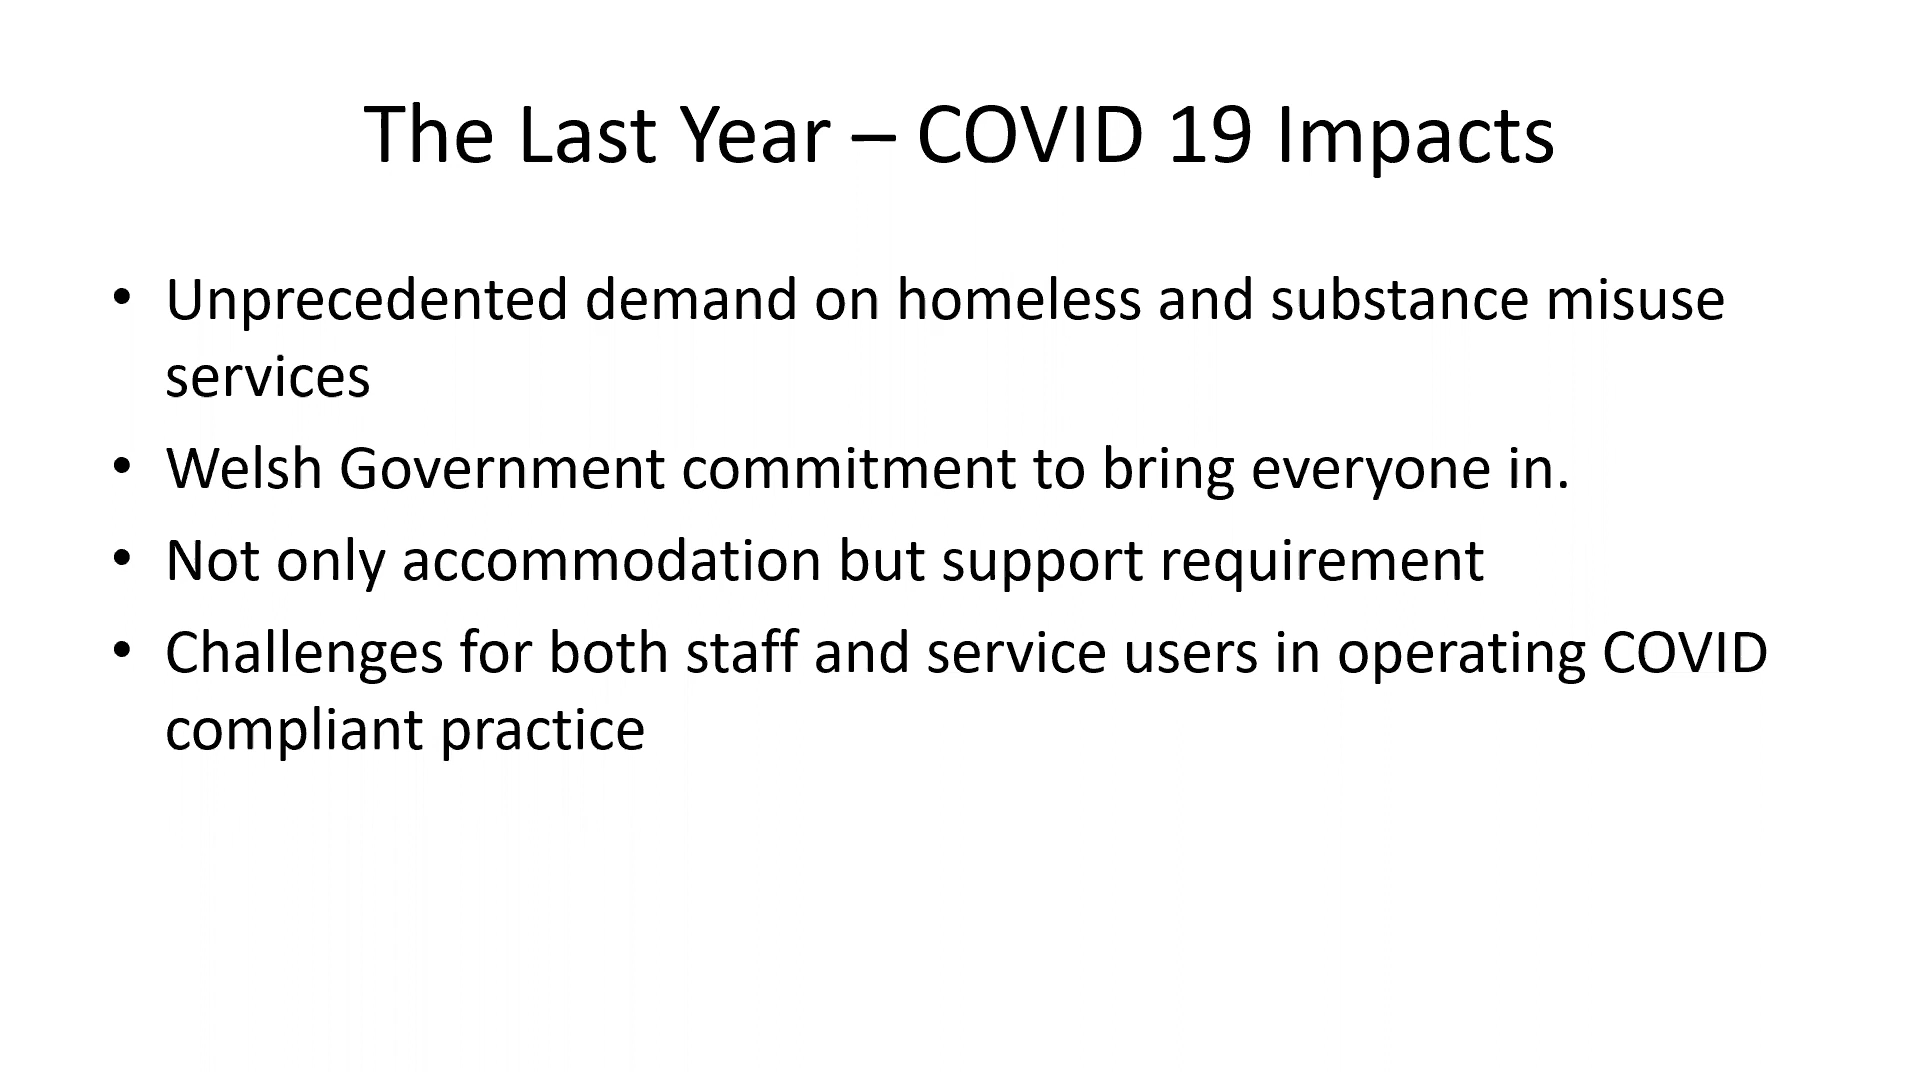 The Last Year – COVID 19 Impacts
• Unprecedented demand on homeless and substance misuse
services
• Welsh Government commitment to bring everyone in.
• Not only accommodation but support requirement
• Challenges for both staff and service users in operating COVID
compliant practice